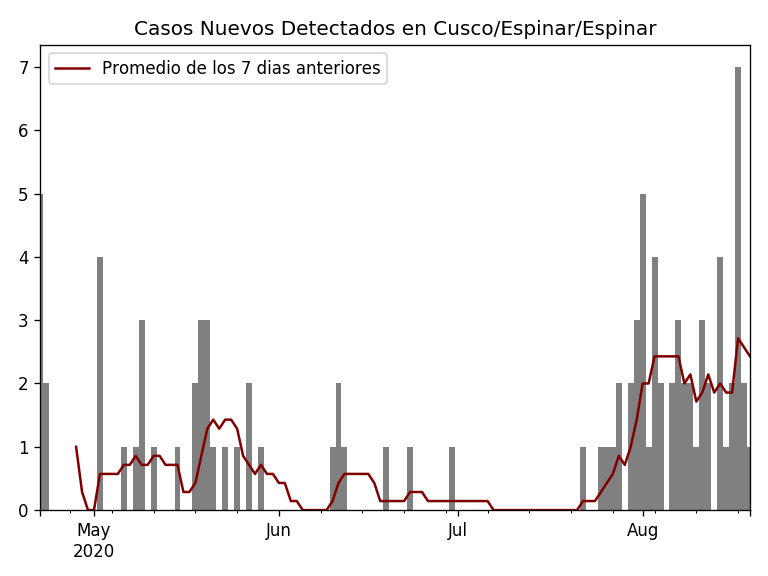 Casos Nuevos Detectados en Cusco/Espinar/Espinar
Promedio de los 7 dias anteriores
7
6
5
4
3
2
1
0
May
2020
Jun
Jul
Aug